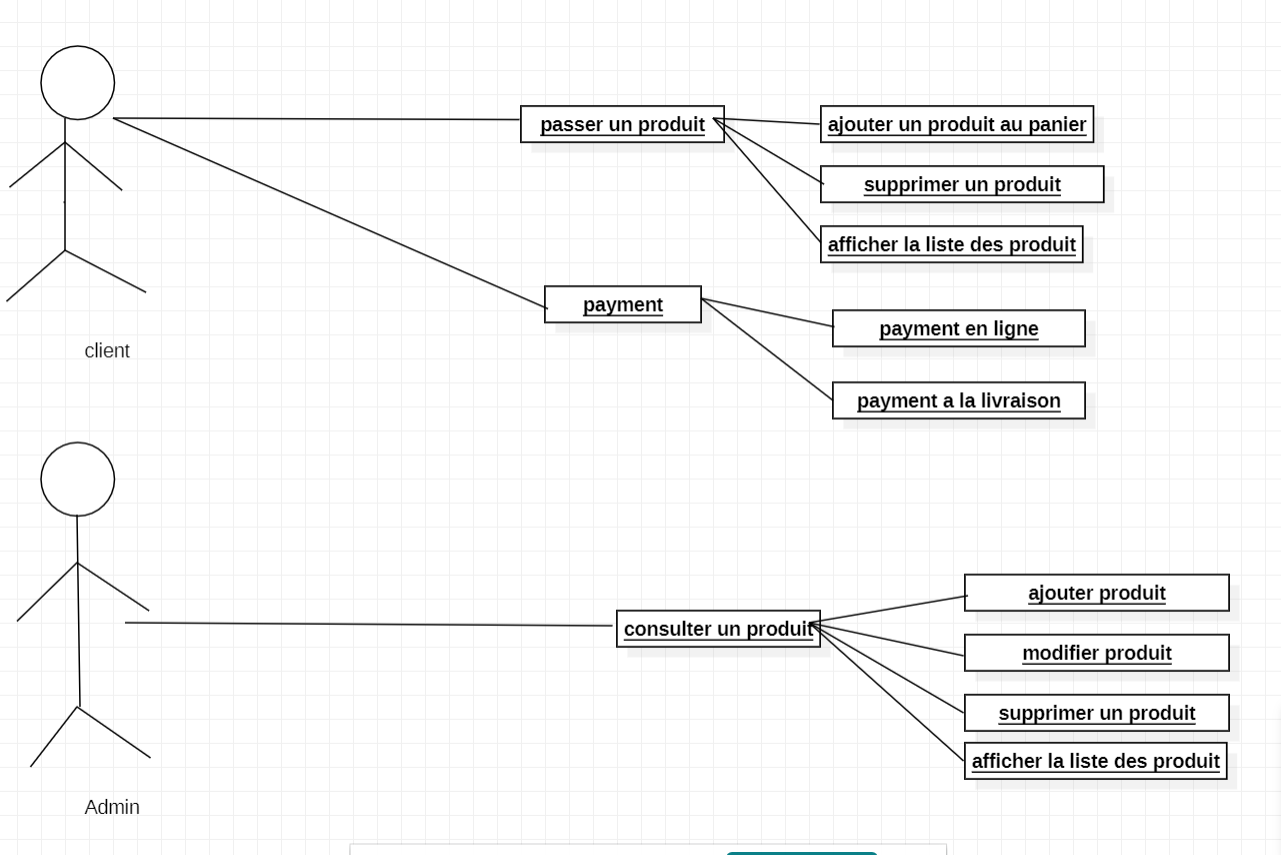 passer un produit
ajouter un produit au panier
supprimer un produit
afficher la liste des produit
payment
payment en ligne
client
payment a la livraison
ajouter produit
consulter un produit
modifier produit
supprimer un produit
afficher la liste des produit
Admin